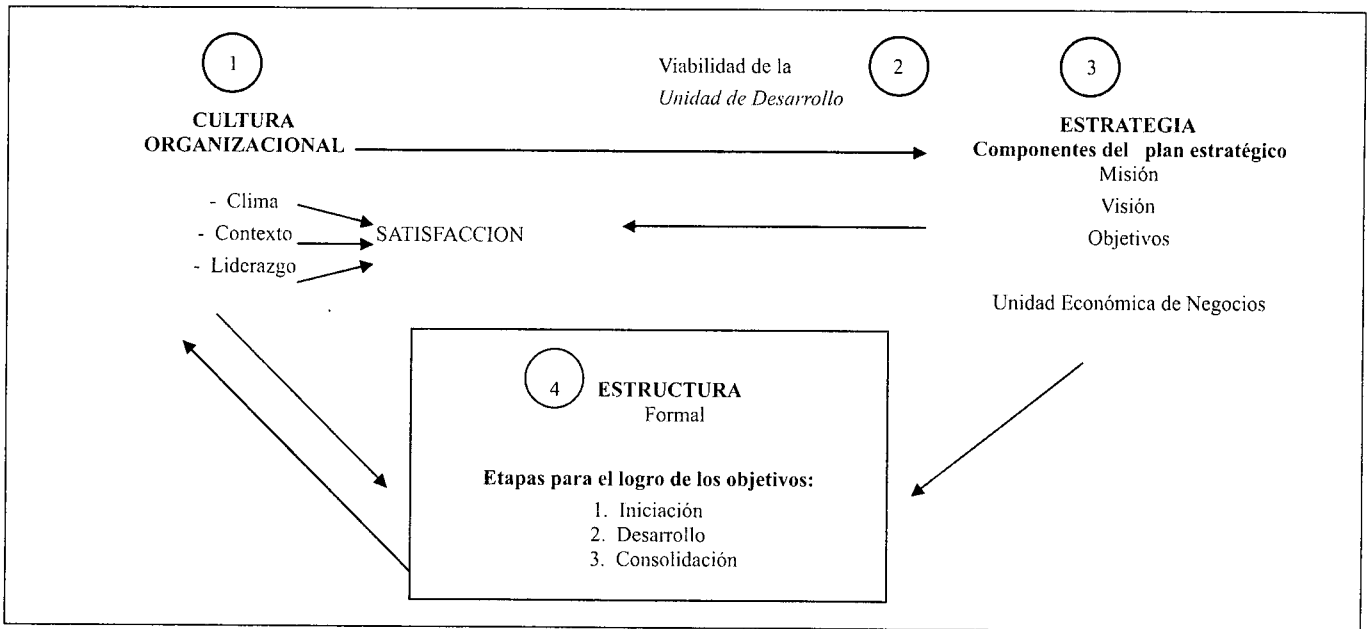 1
CULTURA
ORGANIZACIONAL
- Clima
- Contexto
- Liderazgo
SATISFACCION
Viabilidad de la
Unidad de Desarrollo
2
3
ESTRATEGIA
Componentes del plan estratégico
Misión
Visión
Objetivos
Unidad Económica de Negocios
4
ESTRUCTURA
Formal
Etapas para el logro de los objetivos:
1. Iniciación
2. Desarrollo
3. Consolidación